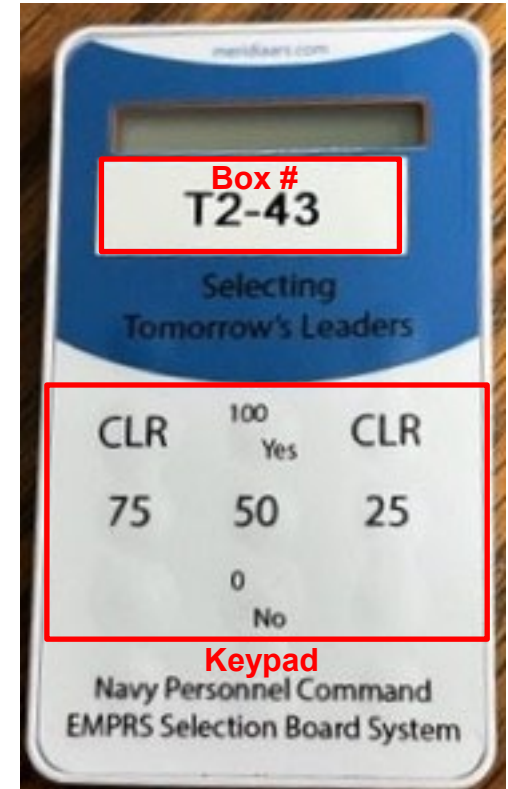 meridiaars.com
Box #
T2-43
Selecting
Tomorrow's Leaders
CLR 100 CLR
Yes
75 50 25
0
No
Keypad
Navy Personnel Command
EMPRS Selection Board System